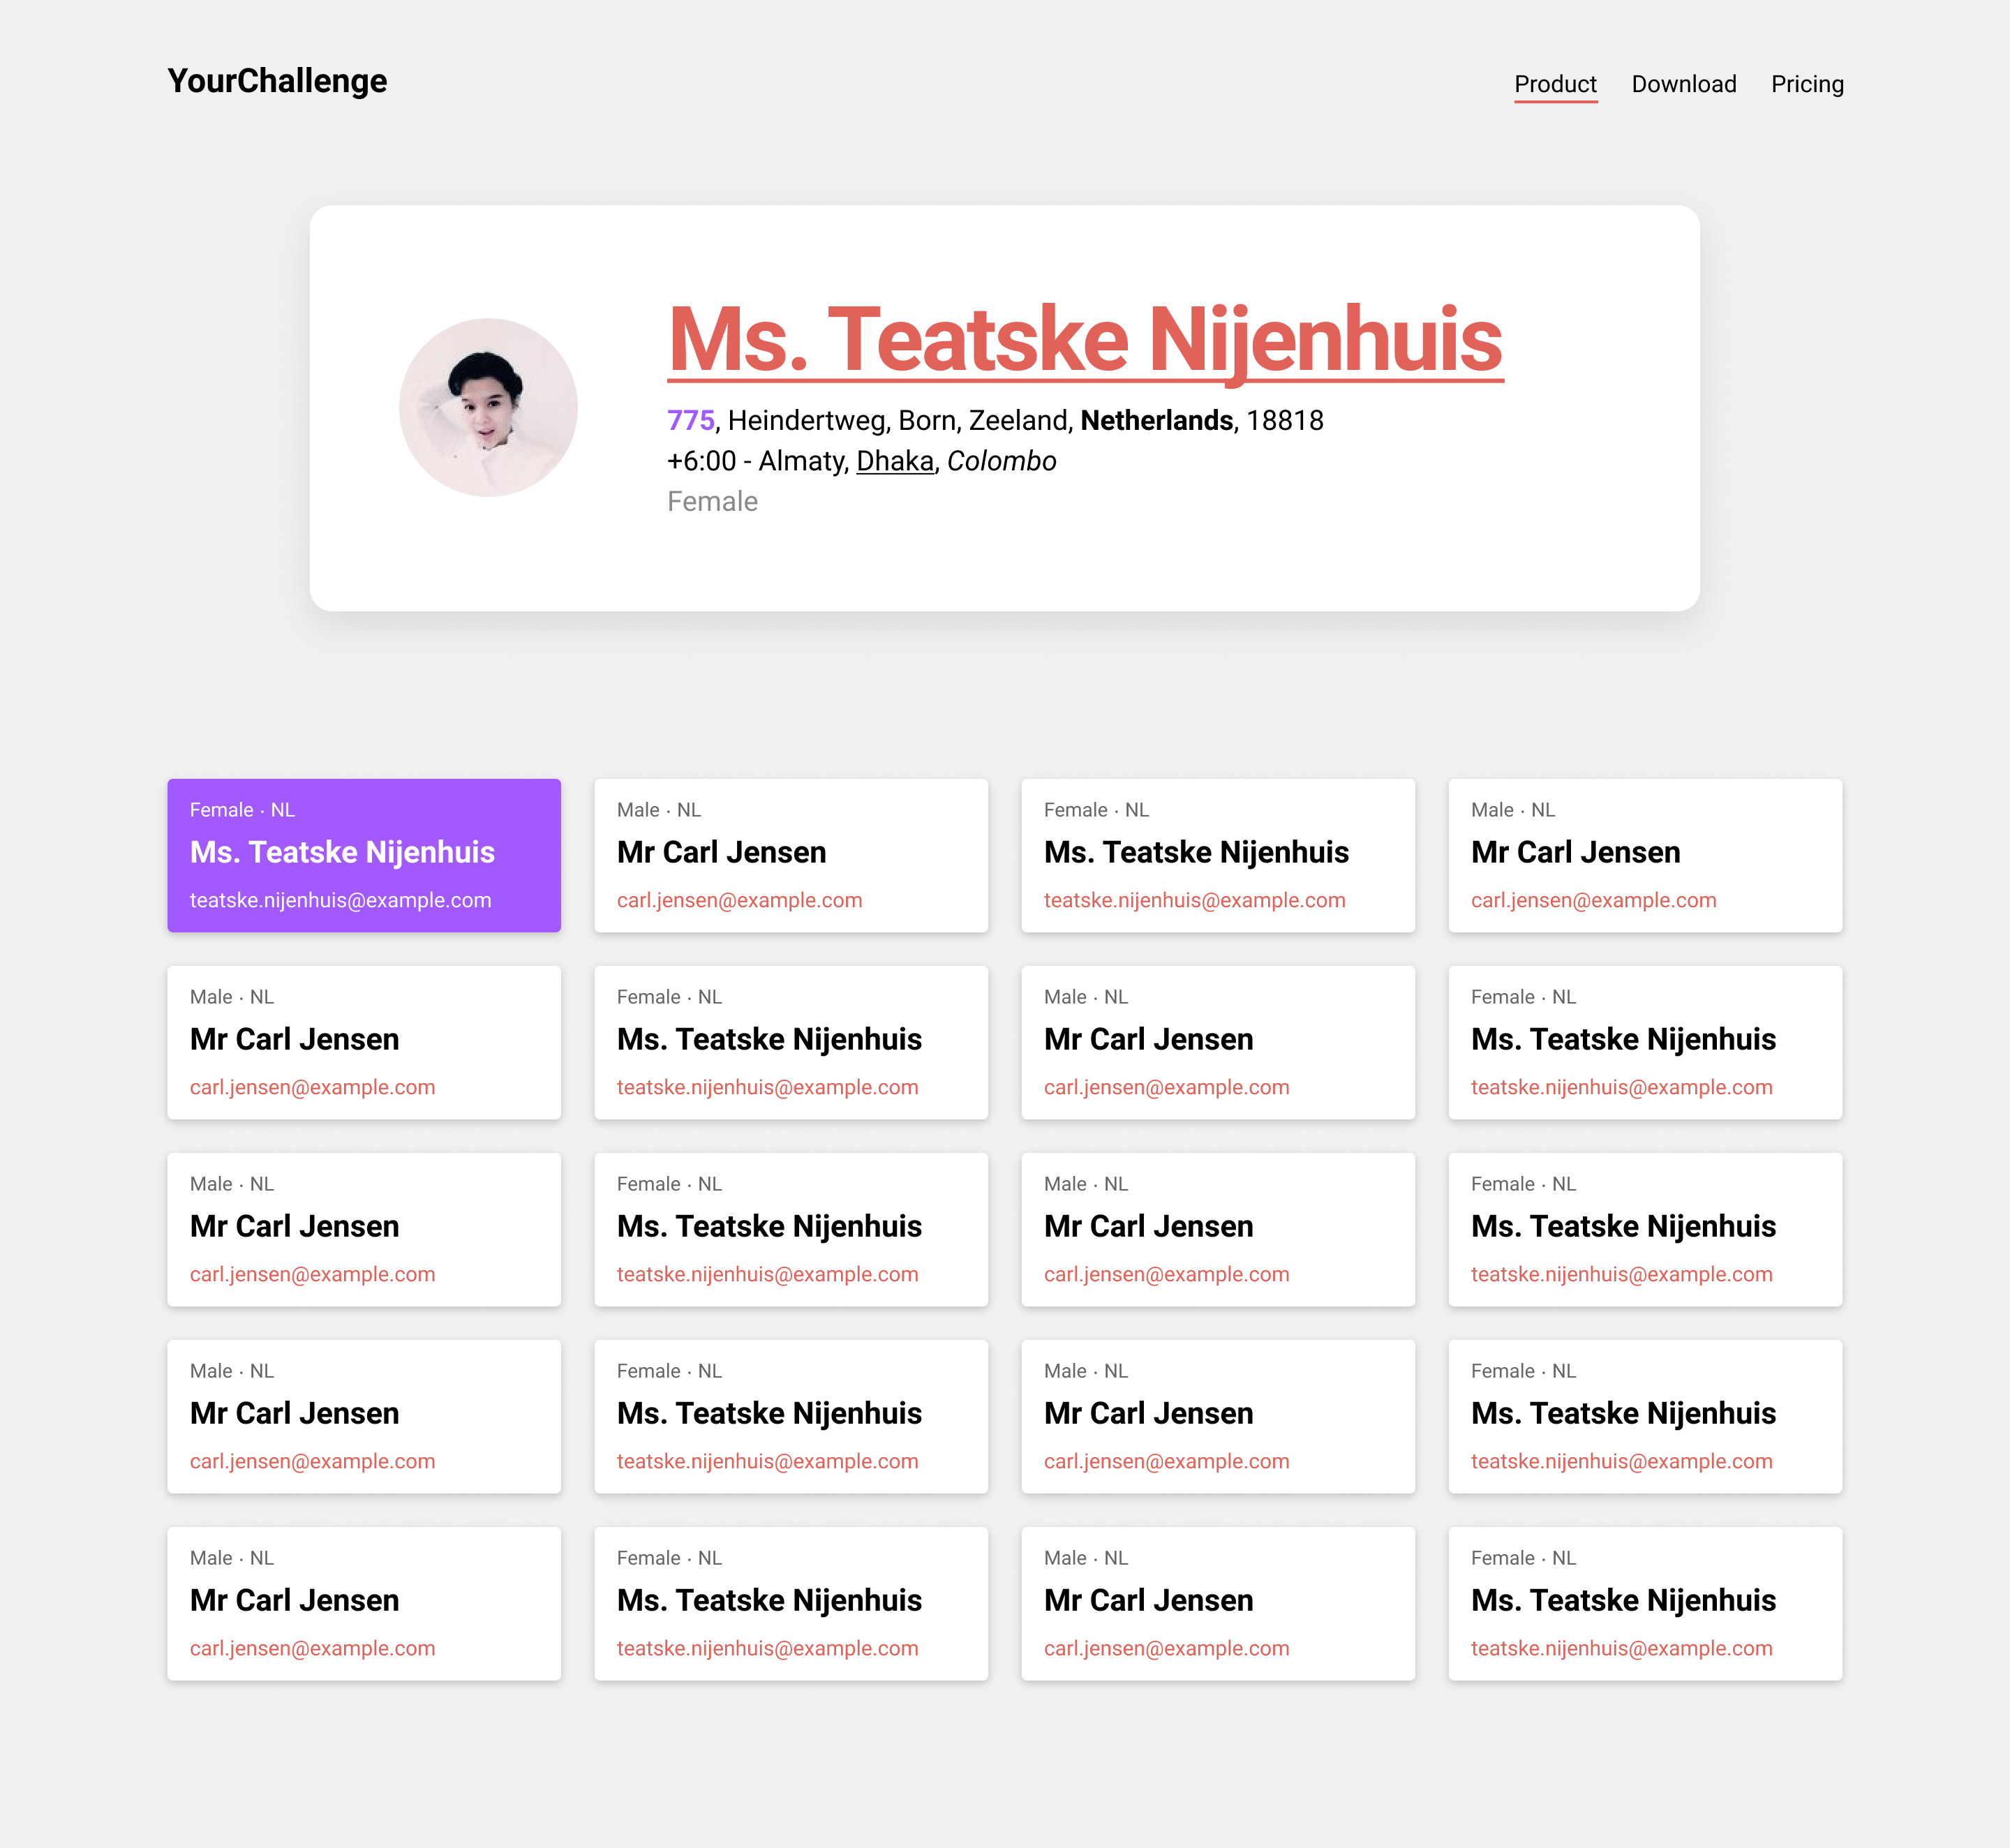 YourChallenge
Product Download Pricing
Ms. Teatske Nijenhuis
775, Heindertweg, Born, Zeeland, Netherlands, 18818
+6:00 - Almaty, Dhaka, Colombo
Female
Female · NL
Ms. Teatske Nijenhuis
teatske.nijenhuis@example.com
Male · NL
Mr Carl Jensen
carl.jensen@example.com
Female · NL
Ms. Teatske Nijenhuis
teatske.nijenhuis@example.com
Male · NL
Mr Carl Jensen
carl.jensen@example.com
Male · NL
Mr Carl Jensen
carl.jensen@example.com
Female · NL
Ms. Teatske Nijenhuis
teatske.nijenhuis@example.com
Male · NL
Mr Carl Jensen
carl.jensen@example.com
Female · NL
Ms. Teatske Nijenhuis
teatske.nijenhuis@example.com
Male · NL
Mr Carl Jensen
carl.jensen@example.com
Female · NL
Ms. Teatske Nijenhuis
teatske.nijenhuis@example.com
Male · NL
Mr Carl Jensen
carl.jensen@example.com
Female · NL
Ms. Teatske Nijenhuis
teatske.nijenhuis@example.com
Male · NL
Mr Carl Jensen
carl.jensen@example.com
Female · NL
Ms. Teatske Nijenhuis
teatske.nijenhuis@example.com
Male · NL
Mr Carl Jensen
carl.jensen@example.com
Female · NL
Ms. Teatske Nijenhuis
teatske.nijenhuis@example.com
Male · NL
Mr Carl Jensen
carl.jensen@example.com
Female · NL
Ms. Teatske Nijenhuis
teatske.nijenhuis@example.com
Male · NL
Mr Carl Jensen
carl.jensen@example.com
Female · NL
Ms. Teatske Nijenhuis
teatske.nijenhuis@example.com